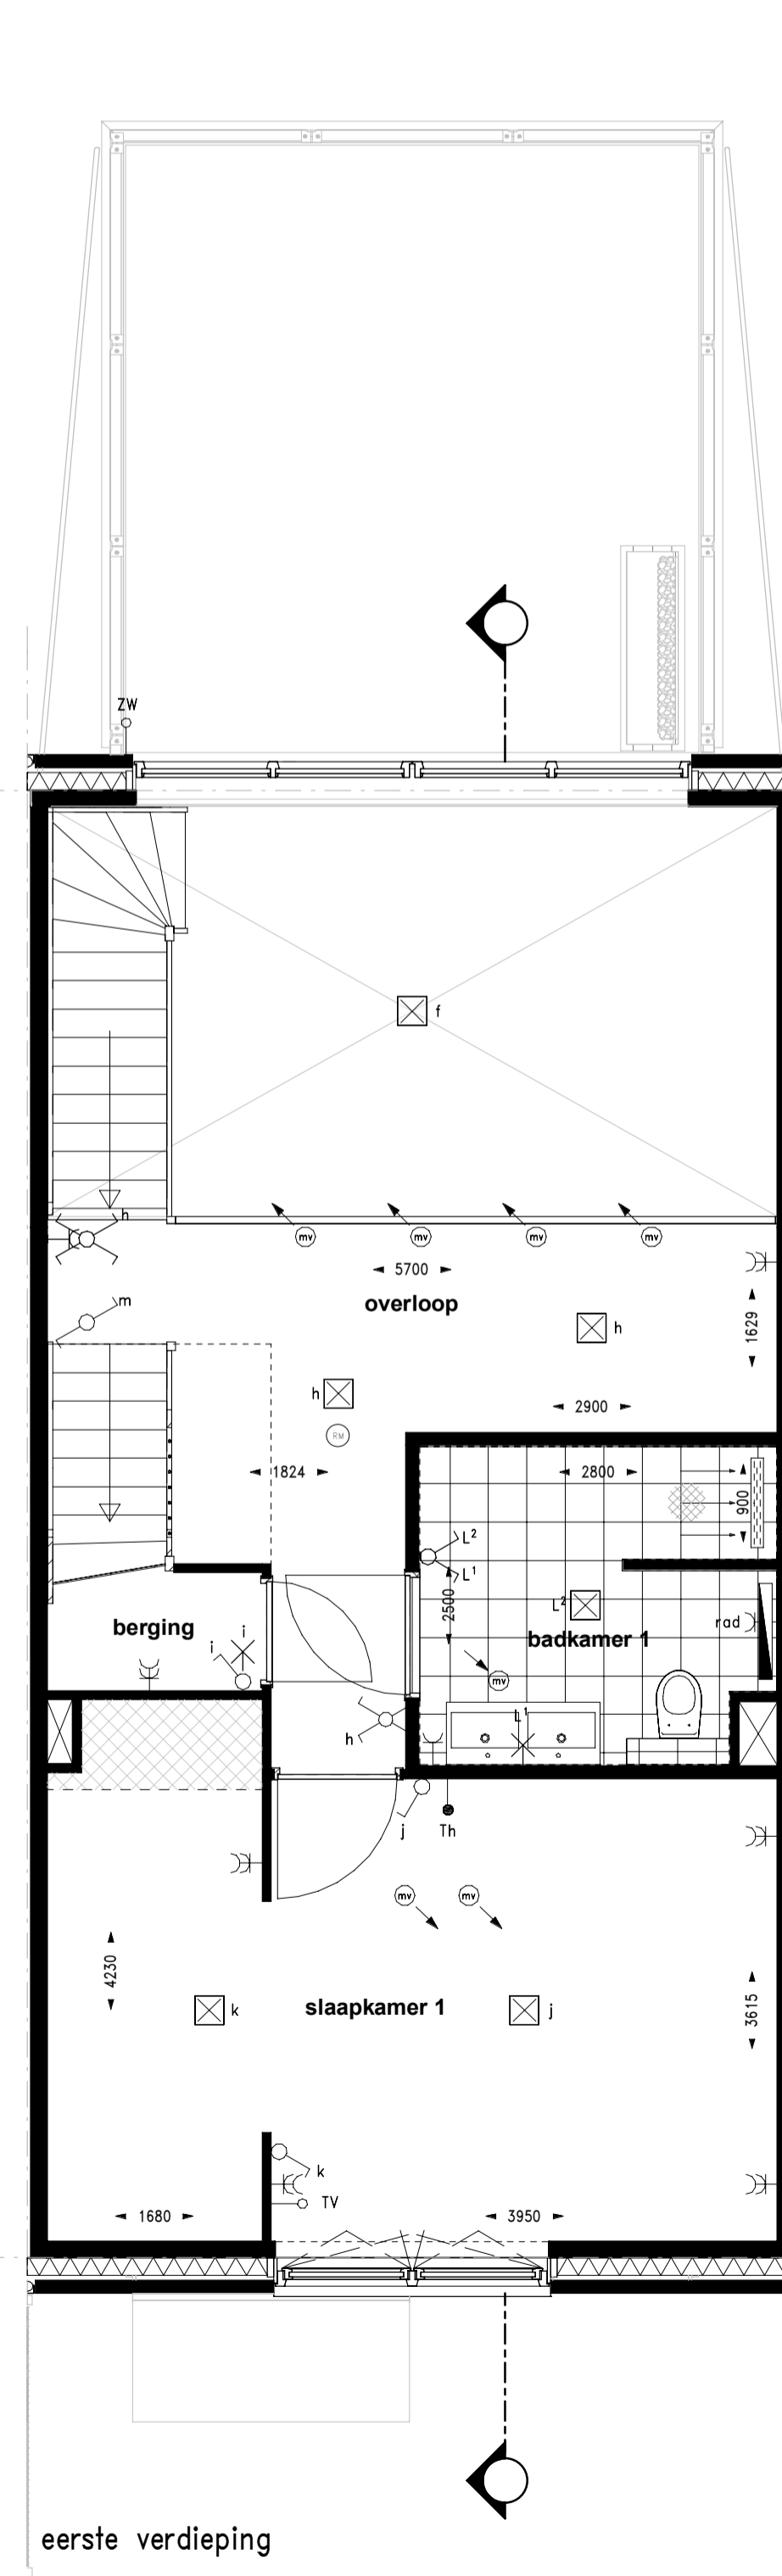 ZW
f
h
mv mv mv mv
5700
overloop
m
h
1629
h
2900
RM
1824
2800
900
L²
L¹
2500
L²
berging
i
i
badkamer 1
rad
mv
L¹
h
j
Th
mv mv
4230
k
slaapkamer 1
j
3615
k
TV
1680
3950
eerste verdieping